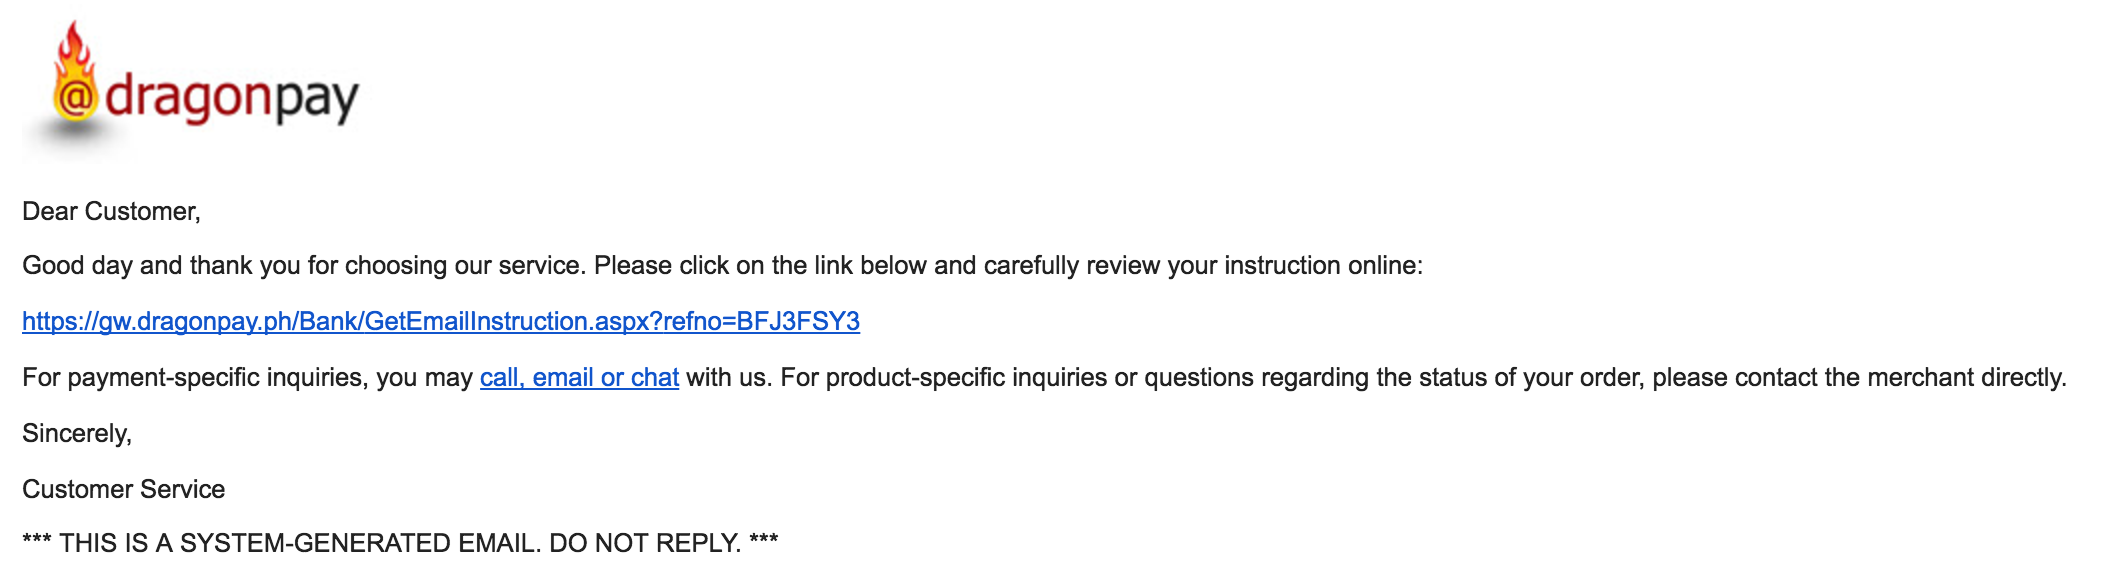 @dragonpay
Dear Customer,
Good day and thank you for choosing our service. Please click on the link below and carefully review your instruction online:
https://gw.dragonpay.ph/Bank/GetEmailInstruction.aspx?refno=BFJ3FSY3
For payment-specific inquiries, you may call, email or chat with us. For product-specific inquiries or questions regarding the status of your order, please contact the merchant directly.
Sincerely,
Customer Service
*** THIS IS A SYSTEM-GENERATED EMAIL. DO NOT REPLY. ***